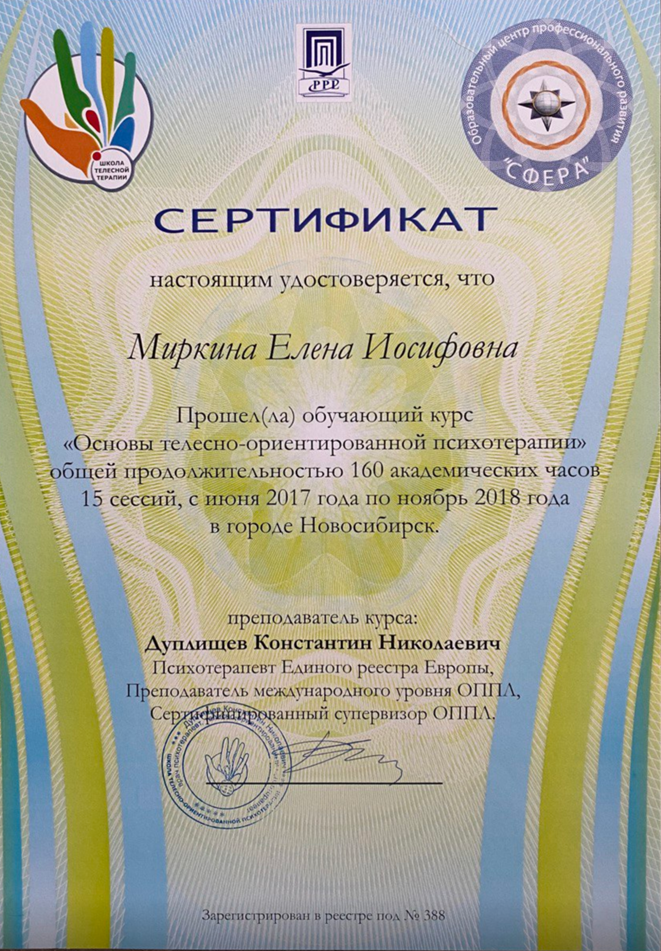 РРР
Образовательный центр профессионального развития
"СФЕРА"
ШКОЛА
ТЕЛЕСНОЙ
ТЕРАПИИ
СЕРТИФИКАТ
настоящим удостоверяется, что
Миркина Елена Иосифовна
Прошел(ла) обучающий курс
«Основы телесно-ориентированной психотерапии»
общей продолжительностью 160 академических часов
15 сессий, с июня 2017 года по ноябрь 2018 года
в городе Новосибирск.
преподаватель курса:
Дуплищев Константин Николаевич
Психотерапевт Единого реестра Европы,
Преподаватель международного уровня ОППЛ,
Сертифицированный супервизор ОППЛ.
Дуплищев Константин Николаевич
Зарегистрирован в реестре под № 388